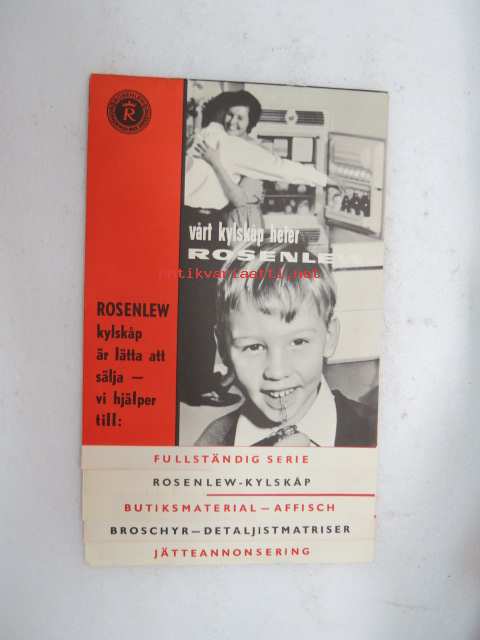 R
vårt kylskåp heter
ROSENLEW
antikvariaatti.net
ROSENLEW
kylskåp
är lätta att
sälja —
vi hjälper
till:
FULLSTÄNDIG SERIE
ROSENLEW-KYLSKÅP
BUTIKSMATERIAL—AFFISCH
BROSCHYR—DETALJISTMATRISER
JÄTTEANNONSERING